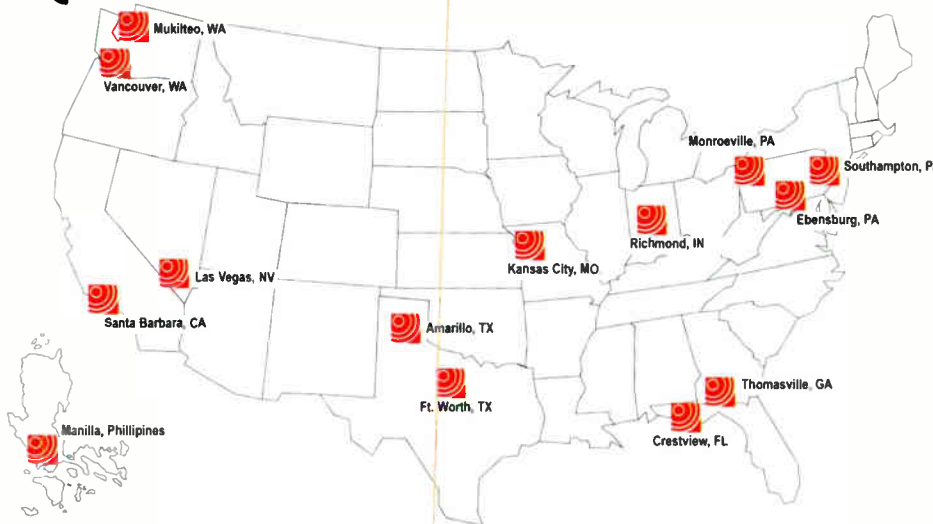 Mukilteo, WA
Vancouver, WA
Monroeville, PA
Southampton, P
Ebensburg, PA
Richmond, IN
Kansas City, MO
Las Vegas, NV
Santa Barbara, CA
Amarillo, TX
Ft. Worth, TX
Thomasville, GA
Crestview, FL
Manilla, Phillipines